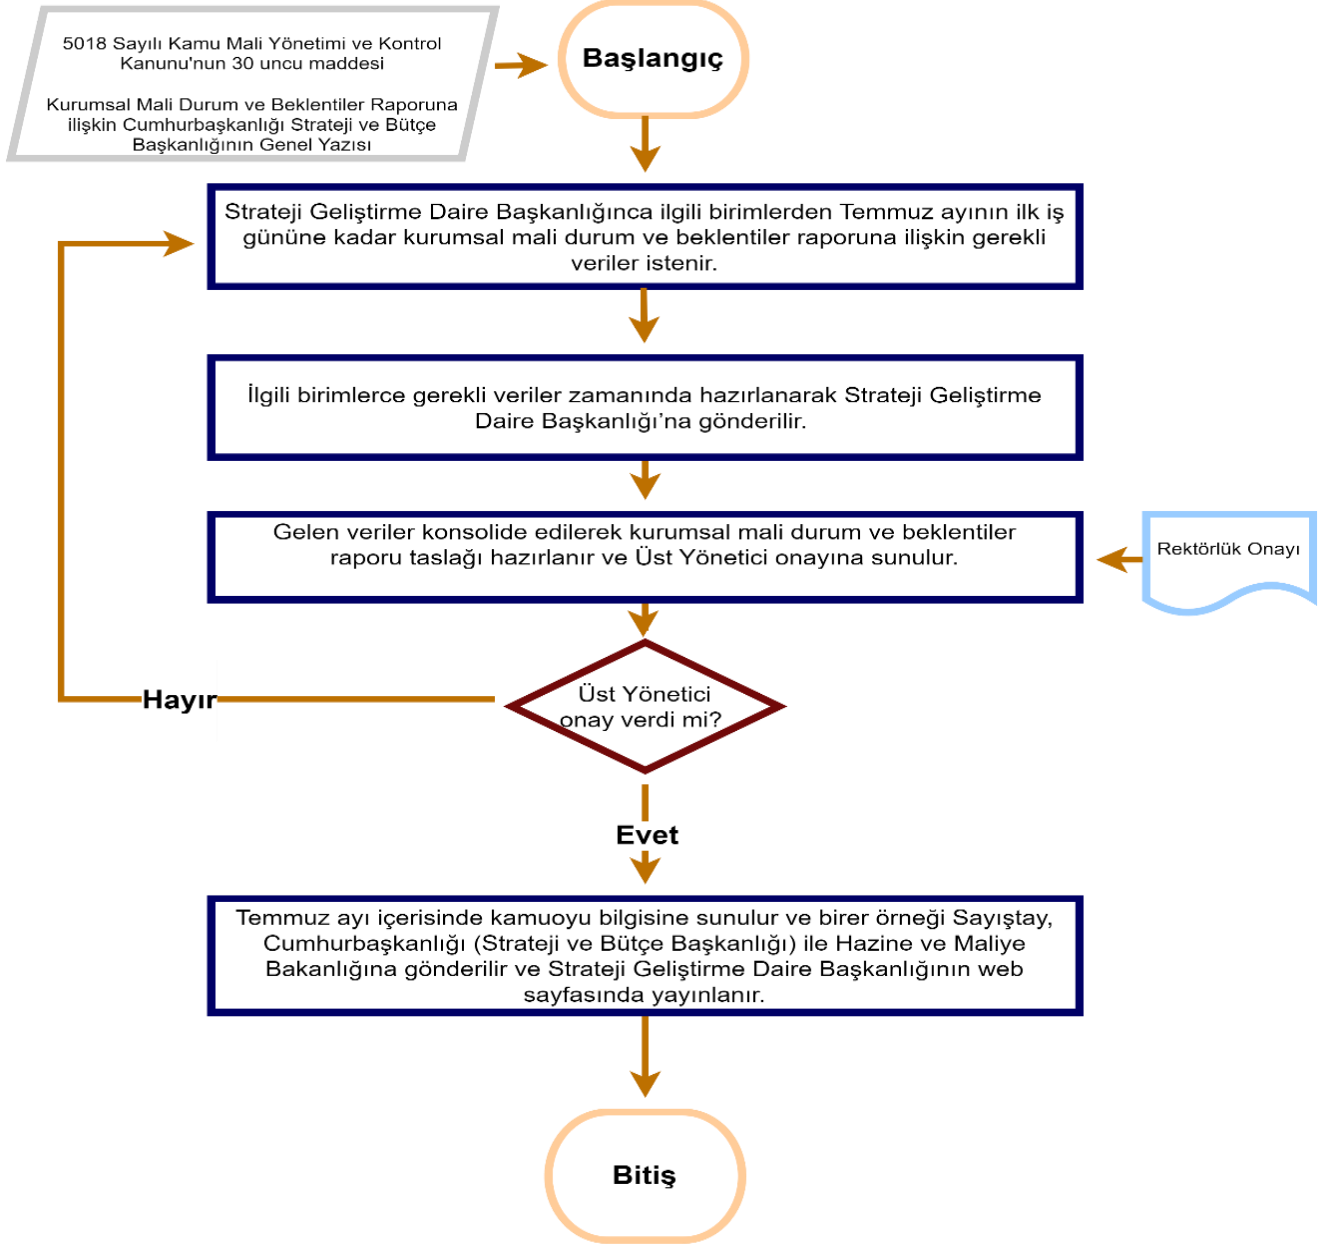 5018 Sayılı Kamu Mali Yönetimi ve Kontrol
Kanunu'nun 30 uncu maddesi
Kurumsal Mali Durum ve Beklentiler Raporuna
ilişkin Cumhurbaşkanlığı Strateji ve Bütçe
Başkanlığının Genel Yazısı
Başlangıç
Strateji Geliştirme Daire Başkanlığınca ilgili birimlerden Temmuz ayının ilk iş
gününe kadar kurumsal mali durum ve beklentiler raporuna ilişkin gerekli
veriler istenir.
İlgili birimlerce gerekli veriler zamanında hazırlanarak Strateji Geliştirme
Daire Başkanlığı’na gönderilir.
Gelen veriler konsolide edilerek kurumsal mali durum ve beklentiler
raporu taslağı hazırlanır ve Üst Yönetici onayına sunulur.
Rektörlük Onayı
Üst Yönetici
onay verdi mi?
Hayır
Evet
Temmuz ayı içerisinde kamuoyu bilgisine sunulur ve birer örneği Sayıştay,
Cumhurbaşkanlığı (Strateji ve Bütçe Başkanlığı) ile Hazine ve Maliye
Bakanlığına gönderilir ve Strateji Geliştirme Daire Başkanlığının web
sayfasında yayınlanır.
Bitiş